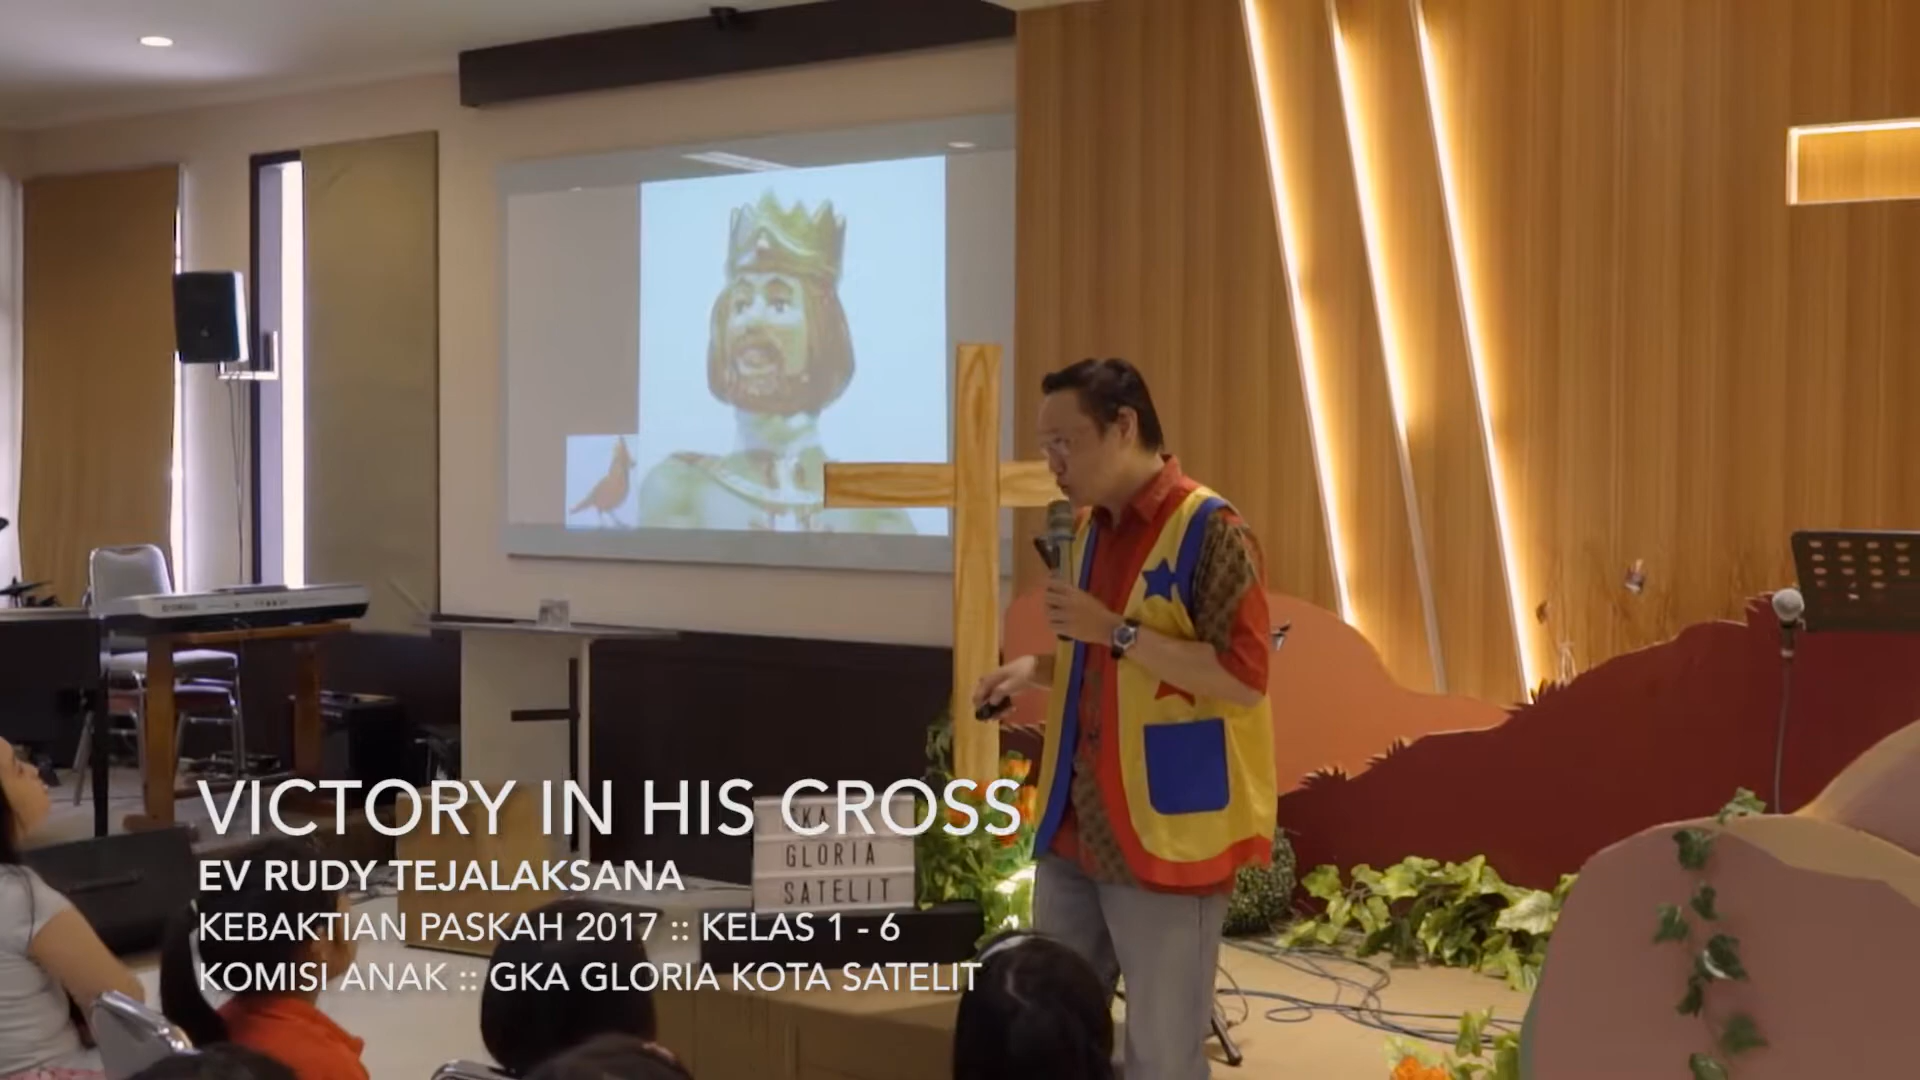 VICTORY IN HIS CROSS
EV RUDY TEJALAKSANA
KEBAKTIAN PASKAH 2017 :: KELAS 1 - 6
KOMISI ANAK :: GKA GLORIA KOTA SATELIT
GKA
GLORIA
SATELIT